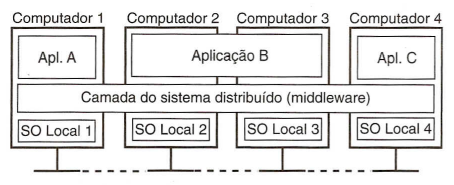 Computador 1 Computador 2 Computador 3 Computador 4
Apl. A Aplicação B Apl. C
Camada do sistema distribuído (middleware)
SO Local 1 SO Local 2 SO Local 3 SO Local 4